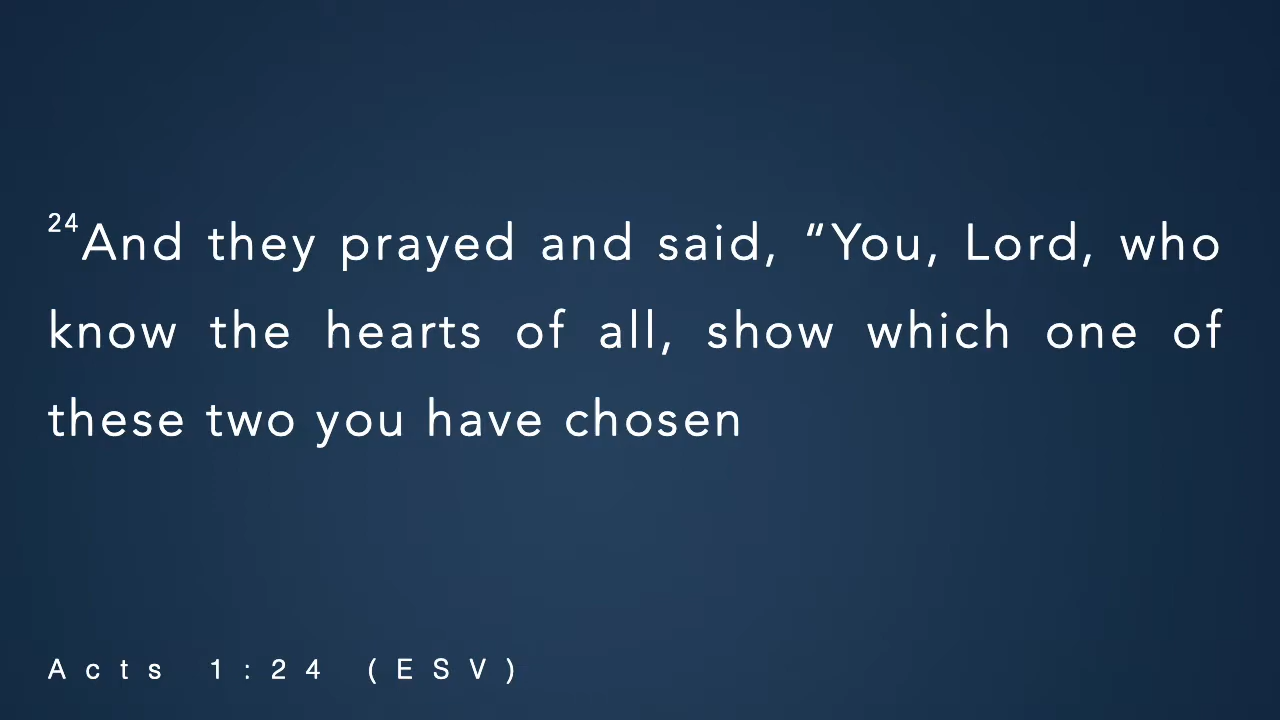 24And they prayed and said, “You, Lord, who
know the hearts of all, show which one of
these two you have chosen
Acts 1:24 (ESV)